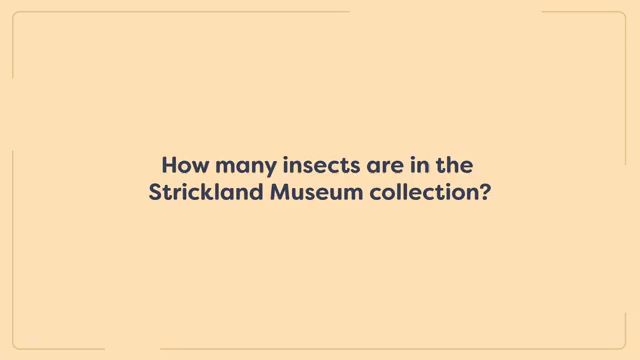 How many insects are in the
Strickland Museum collection?